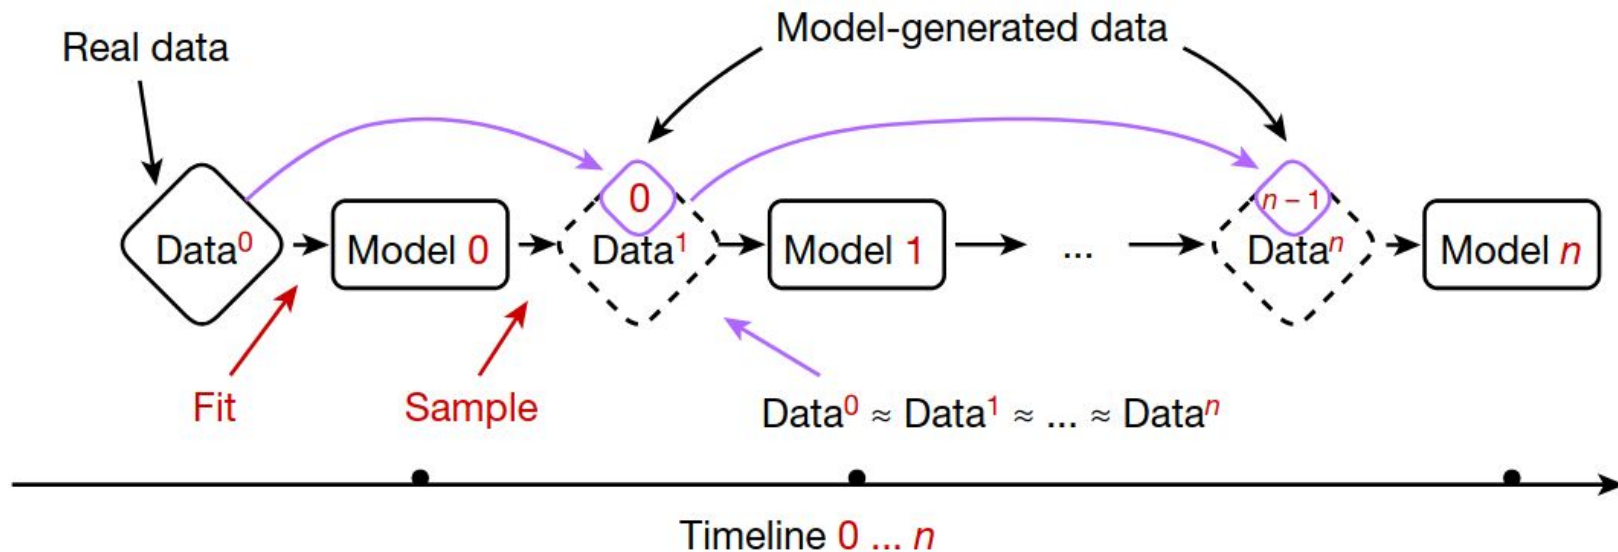 Model-generated data
Real data
0
n – 1
Data⁰
Model 0
Data¹
Model 1
...
Dataⁿ
Model n
Fit
Sample
Data⁰ ≈ Data¹ ≈ ... ≈ Dataⁿ
Timeline 0 ... n